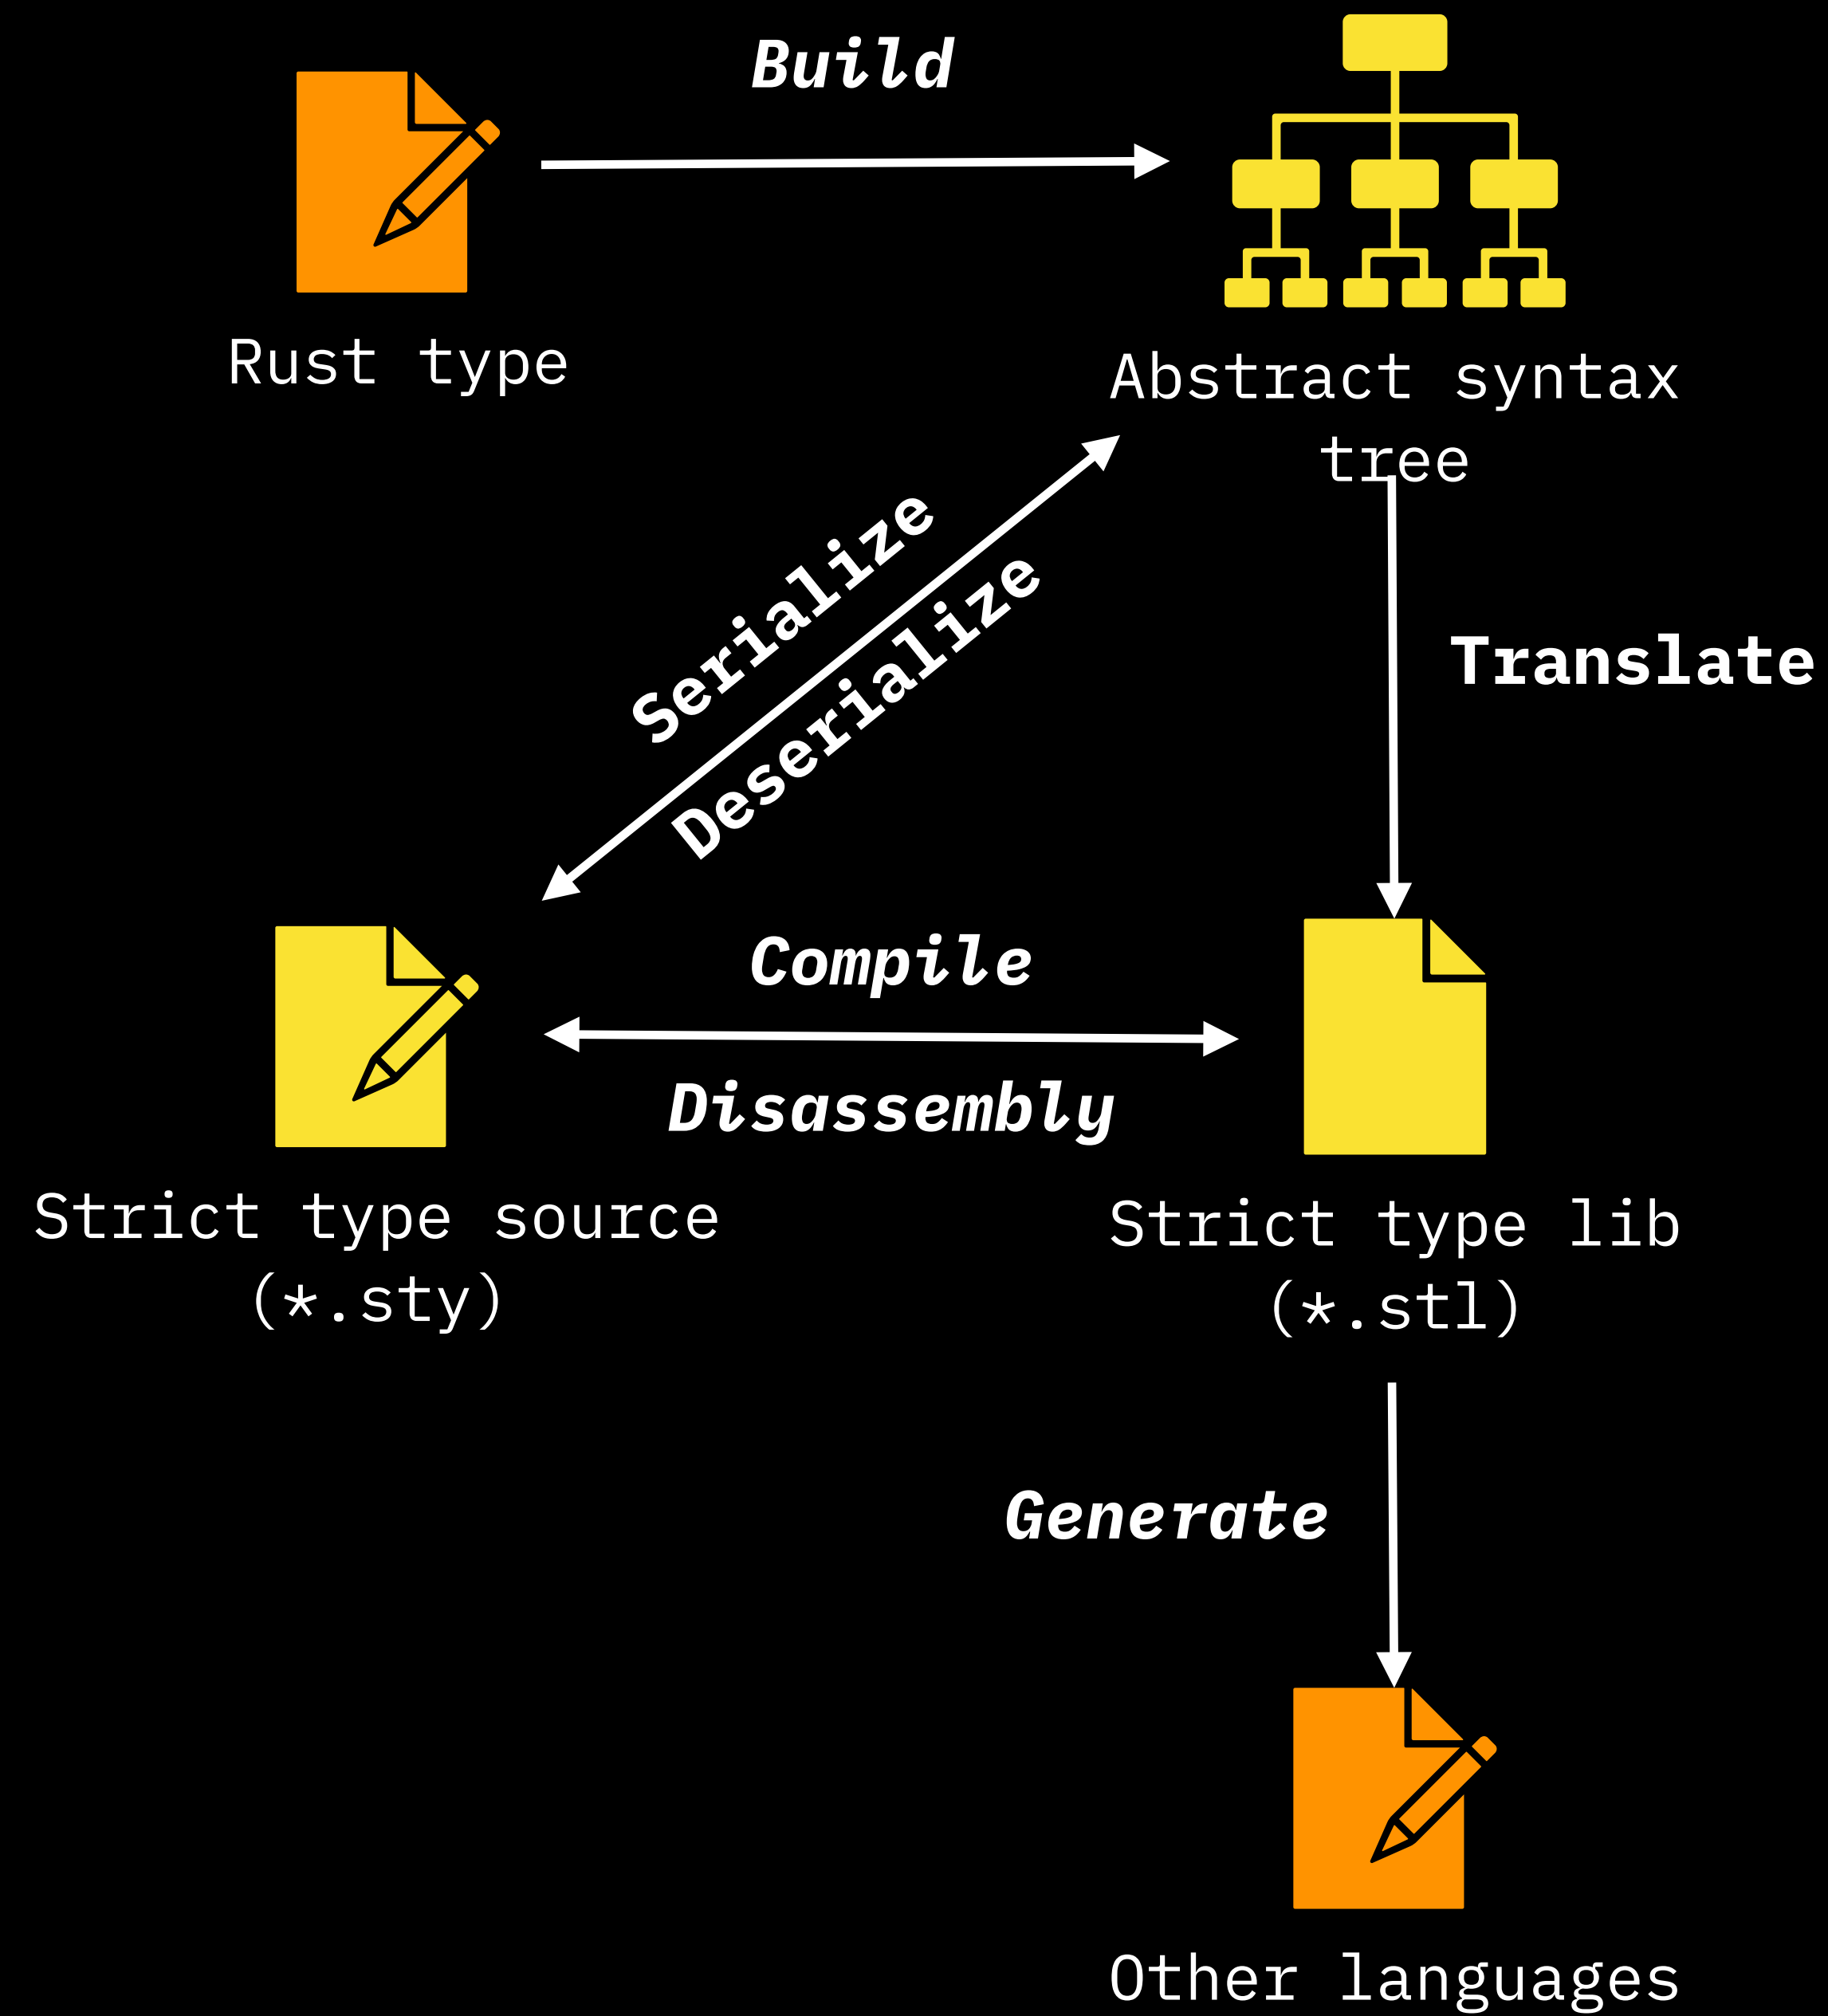 Build
Rust type
Abstract syntax
tree
Serialize
Deserialize
Translate
Compile
Disassembly
Strict type source
(*.sty)
Strict type lib
(*.stl)
Generate
Other languages